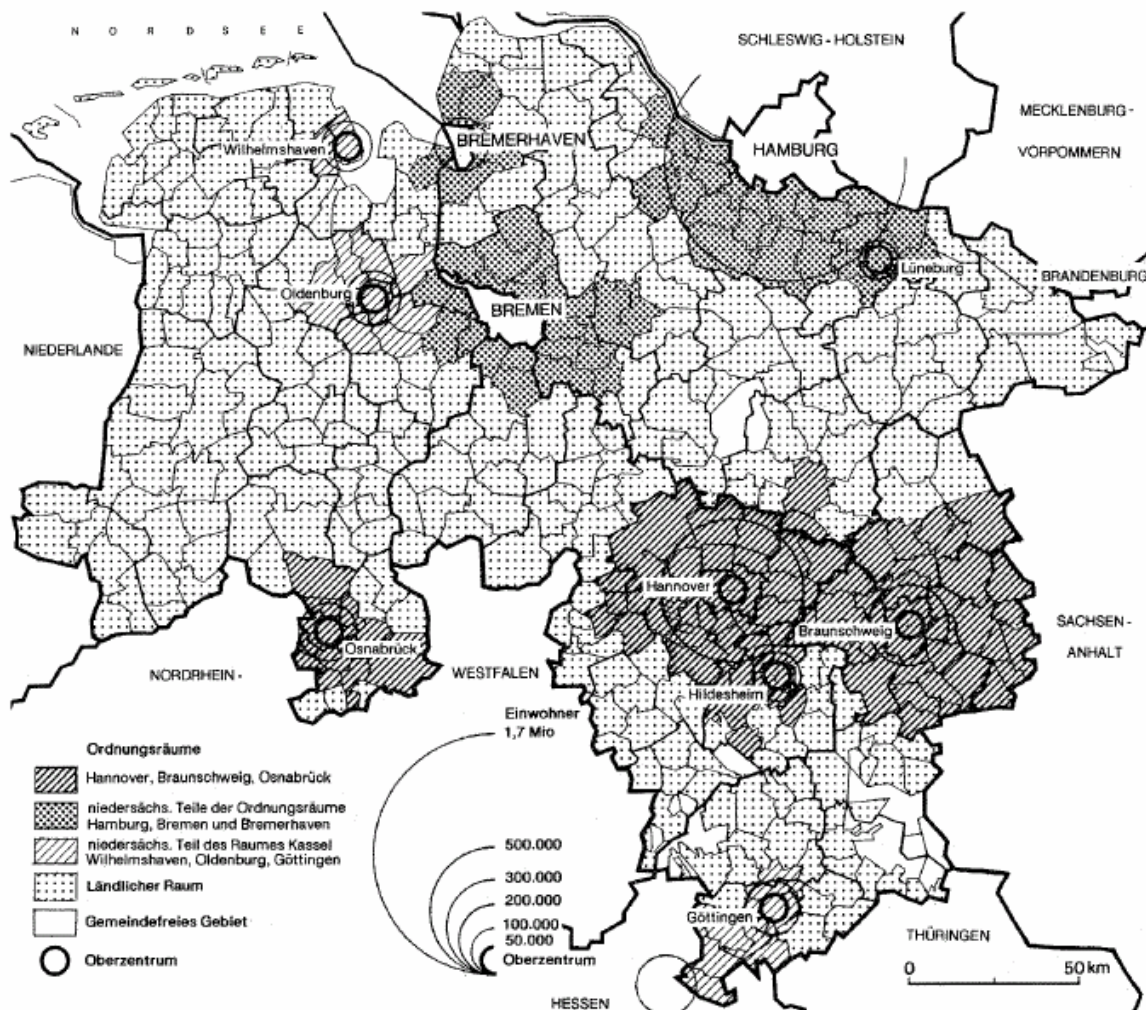 NORDSEE
SCHLESWIG - HOLSTEIN
MECKLENBURG -
VORPOMMERN
BREMERHAVEN
HAMBURG
Wilhelmshaven
Lüneburg
BRANDENBURG
Oldenburg
BREMEN
NIEDERLANDE
Hannover
Braunschweig
SACHSEN -
ANHALT
Osnabrück
NORDRHEIN -
WESTFALEN
Hildesheim
Göttingen
THÜRINGEN
HESSEN
0 50 km
Einwohner
1,7 Mio
500.000
300.000
200.000
100.000
50.000
Oberzentrum
Ordnungsräume
Hannover, Braunschweig, Osnabrück
niedersächs. Teile der Ordnungsräume
Hamburg, Bremen und Bremerhaven
niedersächs. Teil des Raumes Kassel
Wilhelmshaven, Oldenburg, Göttingen
Ländlicher Raum
Gemeindefreies Gebiet
Oberzentrum